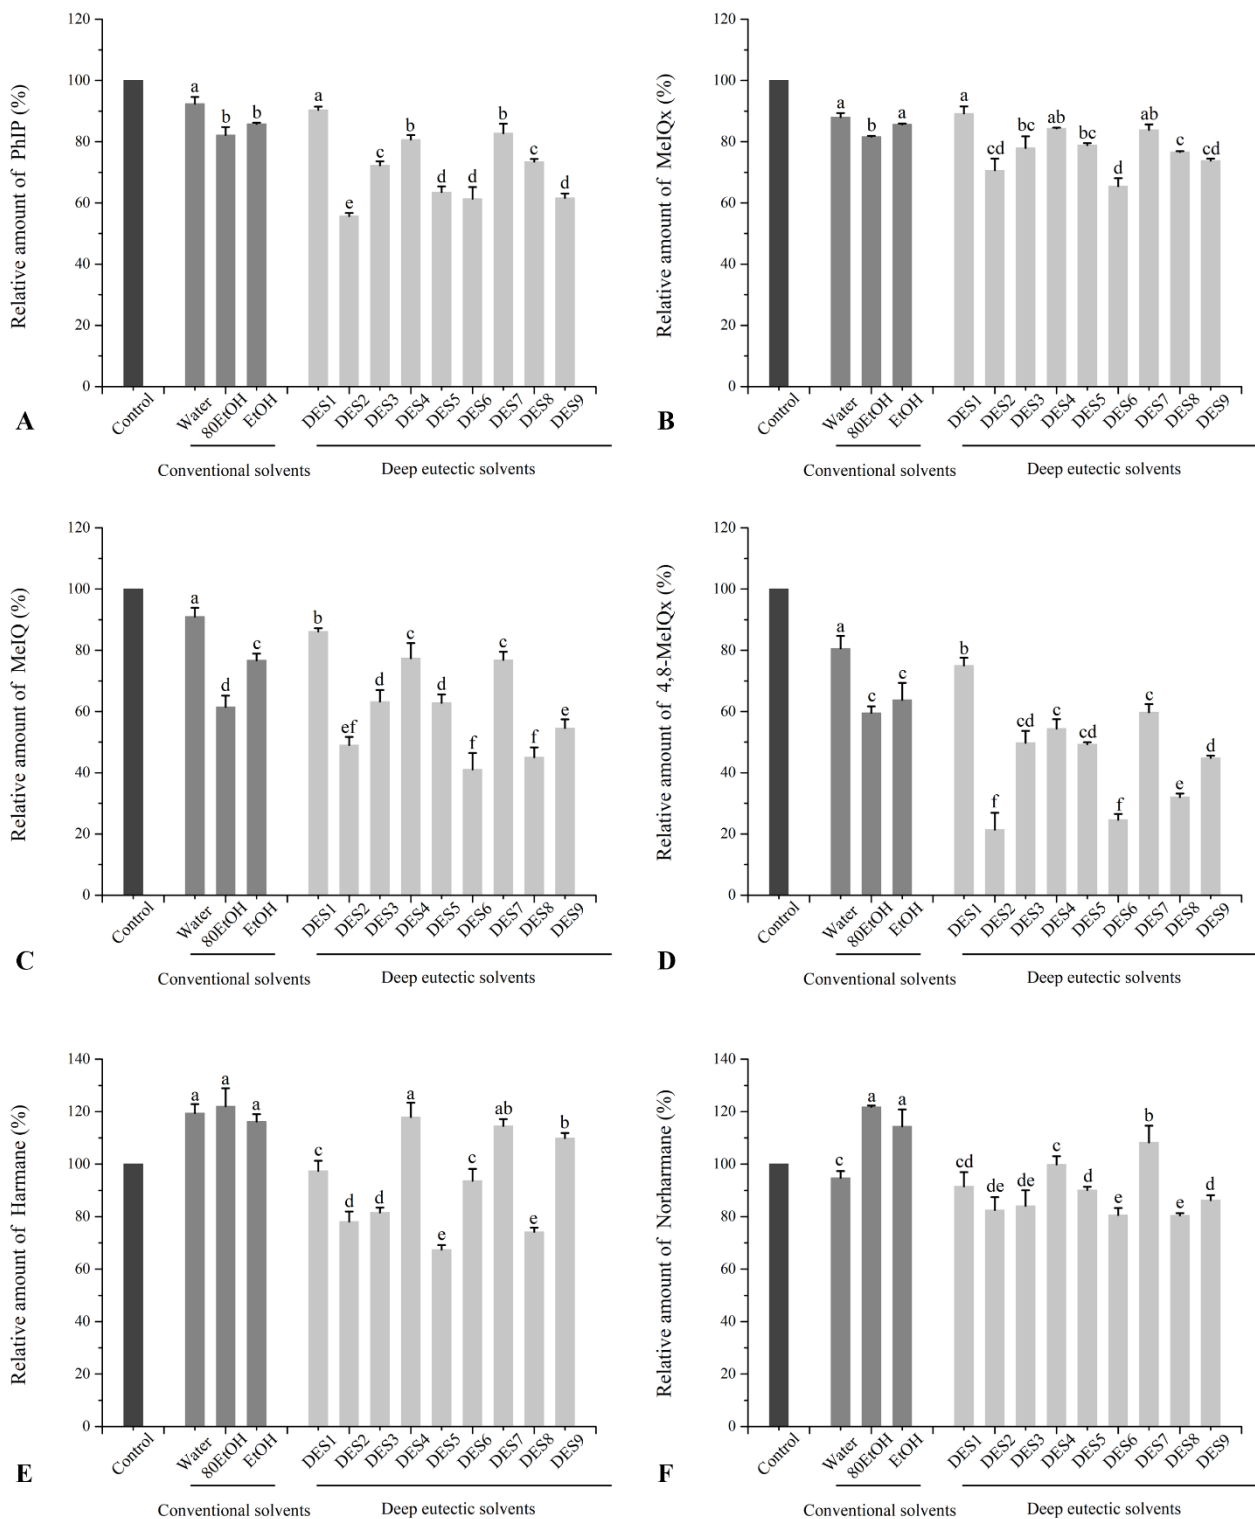 120
100
80
60
40
20
0
Relative amount of PhIP (%)
a
b
b
a
e
c
b
d
d
b
c
d
Control
Water
80EtOH
EtOH
DES1
DES2
DES3
DES4
DES5
DES6
DES7
DES8
DES9
A
Conventional solvents
Deep eutectic solvents
120
100
80
60
40
20
0
Relative amount of MeIQx (%)
a
b
a
a
cd
bc
ab
bc
d
ab
c
cd
Control
Water
80EtOH
EtOH
DES1
DES2
DES3
DES4
DES5
DES6
DES7
DES8
DES9
B
Conventional solvents
Deep eutectic solvents
120
100
80
60
40
20
0
Relative amount of MeIQ (%)
a
d
c
b
ef
d
c
d
f
c
f
e
Control
Water
80EtOH
EtOH
DES1
DES2
DES3
DES4
DES5
DES6
DES7
DES8
DES9
C
Conventional solvents
Deep eutectic solvents
120
100
80
60
40
20
0
Relative amount of 4,8-MeIQx (%)
a
c
c
b
f
cd
c
cd
f
c
e
d
Control
Water
80EtOH
EtOH
DES1
DES2
DES3
DES4
DES5
DES6
DES7
DES8
DES9
D
Conventional solvents
Deep eutectic solvents
140
120
100
80
60
40
20
0
Relative amount of Harmane (%)
a
a
a
c
d
d
a
e
c
ab
e
b
Control
Water
80EtOH
EtOH
DES1
DES2
DES3
DES4
DES5
DES6
DES7
DES8
DES9
E
Conventional solvents
Deep eutectic solvents
140
120
100
80
60
40
20
0
Relative amount of Norharmane (%)
c
a
a
cd
de
de
c
d
e
b
e
d
Control
Water
80EtOH
EtOH
DES1
DES2
DES3
DES4
DES5
DES6
DES7
DES8
DES9
F
Conventional solvents
Deep eutectic solvents